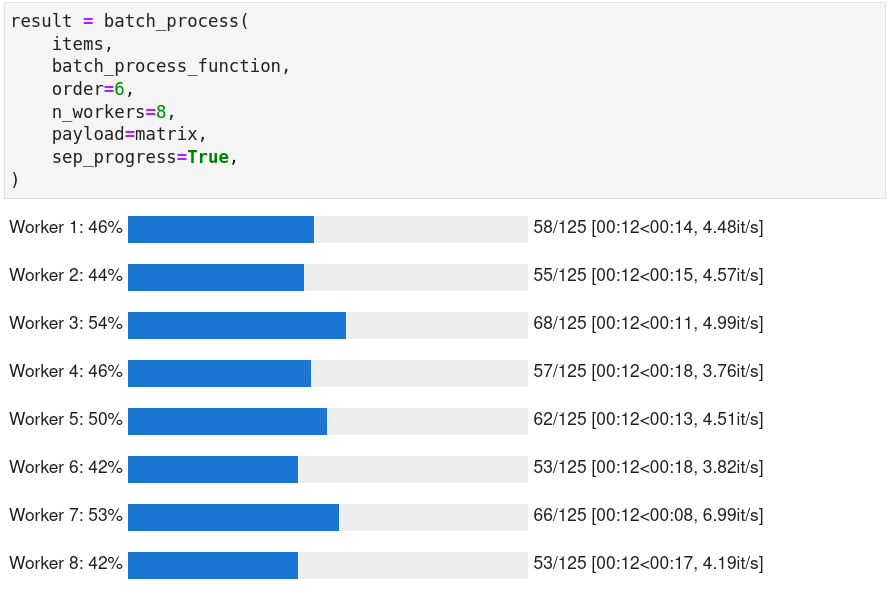 result = batch_process(
    items,
    batch_process_function,
    order=6,
    n_workers=8,
    payload=matrix,
    sep_progress=True,
)
Worker 1: 46% 58/125 [00:12<00:14, 4.48it/s]
Worker 2: 44% 55/125 [00:12<00:15, 4.57it/s]
Worker 3: 54% 68/125 [00:12<00:11, 4.99it/s]
Worker 4: 46% 57/125 [00:12<00:18, 3.76it/s]
Worker 5: 50% 62/125 [00:12<00:13, 4.51it/s]
Worker 6: 42% 53/125 [00:12<00:18, 3.82it/s]
Worker 7: 53% 66/125 [00:12<00:08, 6.99it/s]
Worker 8: 42% 53/125 [00:12<00:17, 4.19it/s]